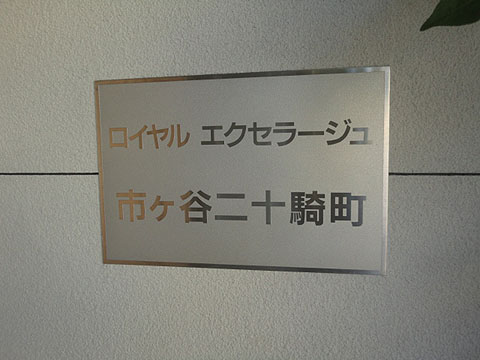 ロイヤル エクセラージュ
市ヶ谷二十騎町